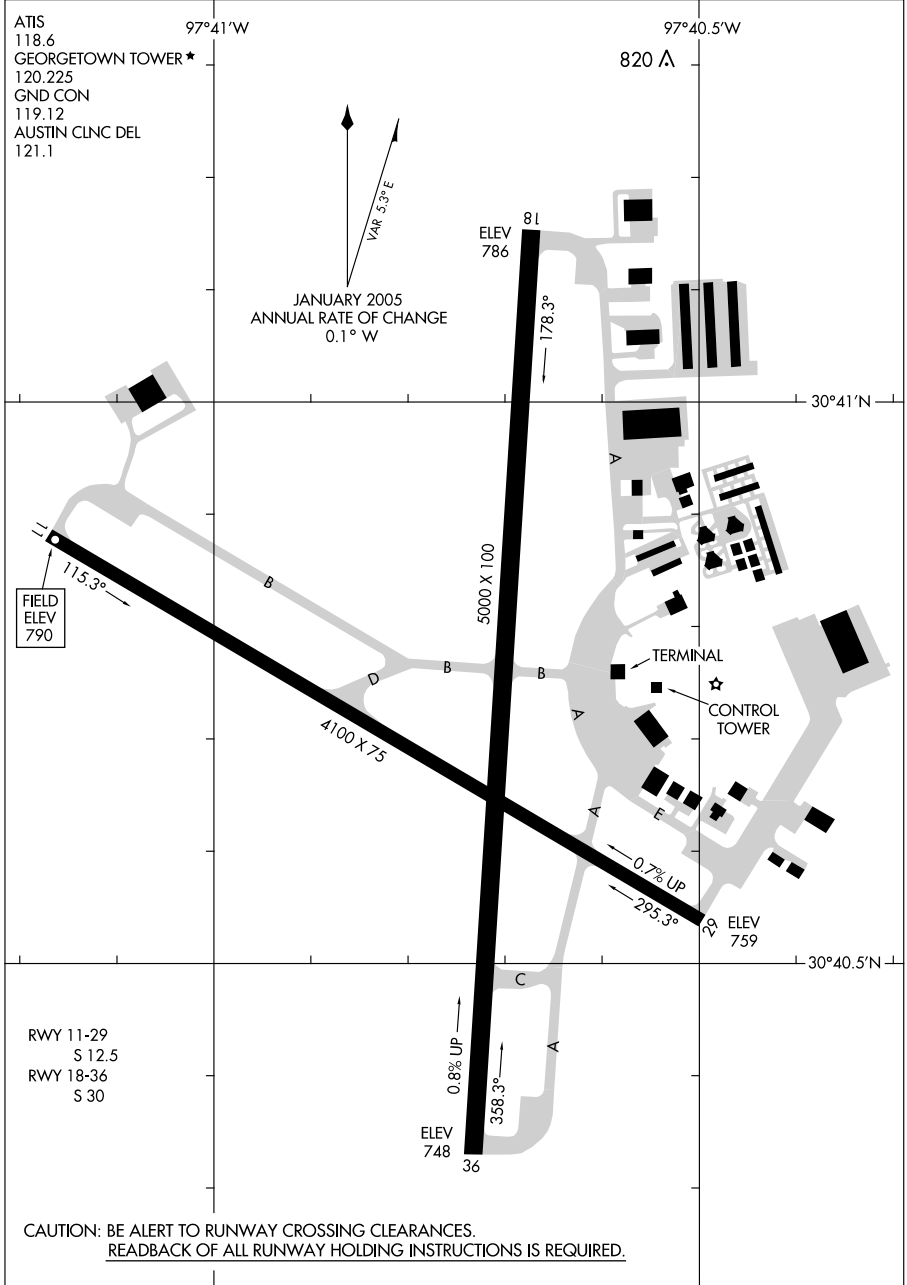 ATIS
118.6
GEORGETOWN TOWER★
120.225
GND CON
119.12
AUSTIN CLNC DEL
121.1
97°41'W
97°40.5'W
820
VAR 5.3° E
JANUARY 2005
ANNUAL RATE OF CHANGE
0.1° W
ELEV
786
18
178.3°
30°41'N
A
11
115.3°
FIELD
ELEV
790
B
5000 X 100
D
B
B
TERMINAL
CONTROL
TOWER
A
4100 X 75
A
E
0.7% UP
295.3°
29
ELEV
759
30°40.5'N
C
A
0.8% UP
358.3°
RWY 11-29
S 12.5
RWY 18-36
S 30
ELEV
748
36
CAUTION: BE ALERT TO RUNWAY CROSSING CLEARANCES.
READBACK OF ALL RUNWAY HOLDING INSTRUCTIONS IS REQUIRED.